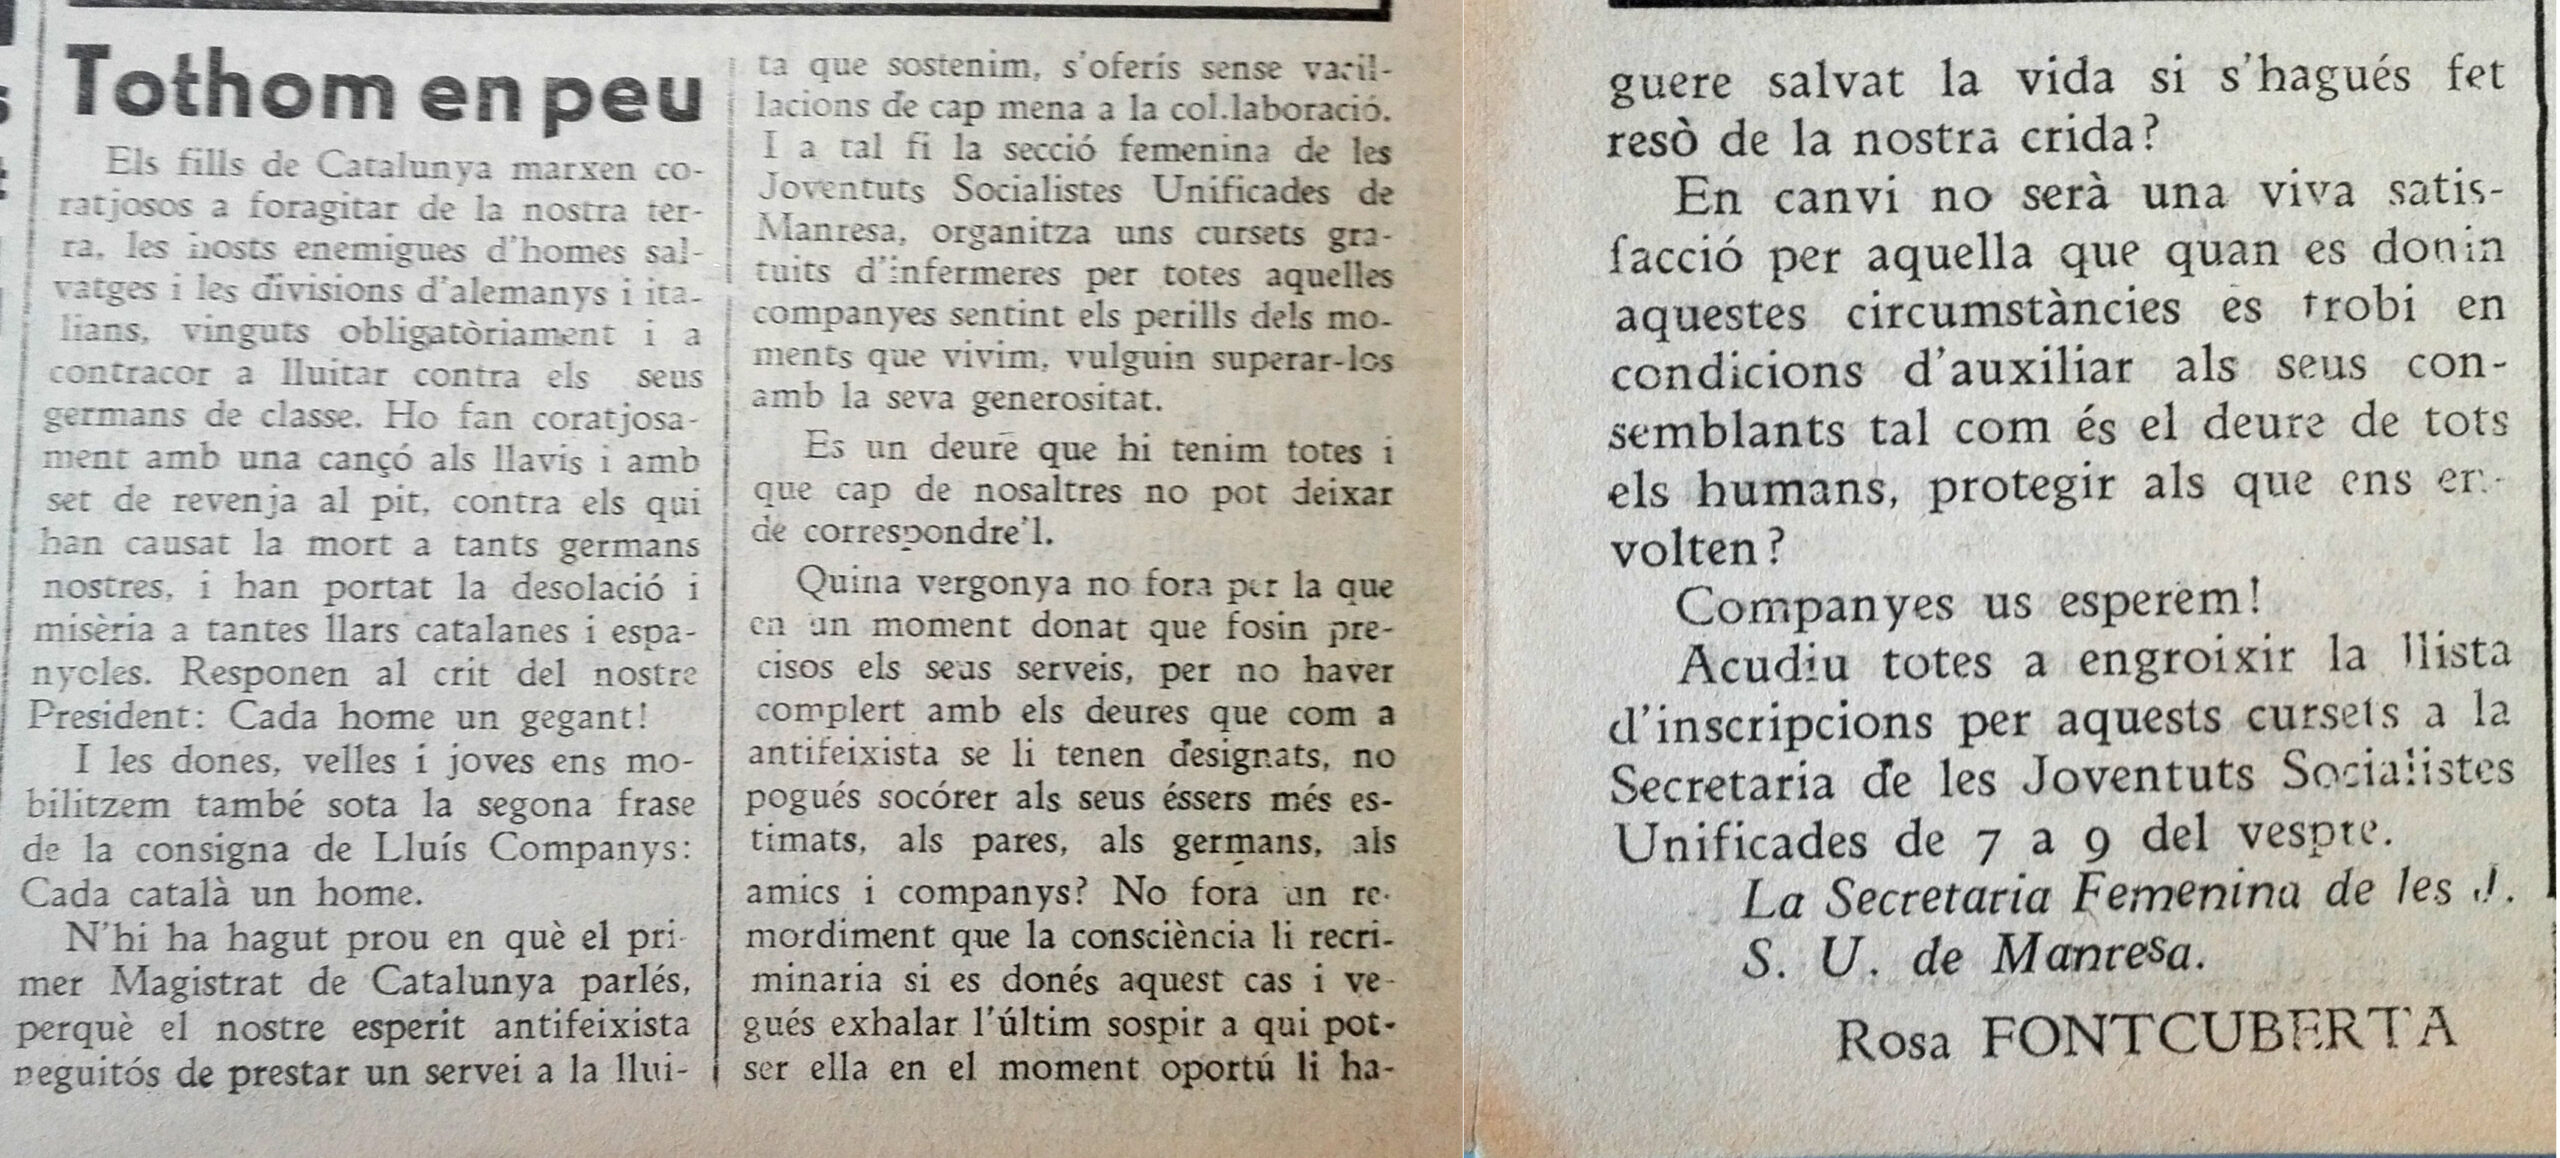 Tothom en peu
Els fills de Catalunya marxen co-
ratjosos a foragitar de la nostra ter-
ra, les hosts enemigues d'homes sal-
vatges i les divisions d'alemanys i ita-
lians, vinguts obligatòriament i a
contracor a lluitar contra els seus
germans de classe. Ho fan coratjosa-
ment amb una cançó als llavis i amb
set de revenja al pit, contra els qui
han causat la mort a tants germans
nostres, i han portat la desolació i
misèria a tantes llars catalanes i espa-
nyoles. Responen al crit del nostre
President: Cada home un gegant!
I les dones, velles i joves ens mo-
bilitzem també sota la segona frase
de la consigna de Lluís Companys:
Cada català un home.
N'hi ha hagut prou en què el pri-
mer Magistrat de Catalunya parlés,
perquè el nostre esperit antifeixista
neguitós de prestar un servei a la llui-
ta que sostenim, s'oferís sense vacil-
lacions de cap mena a la col.laboració.
I a tal fi la secció femenina de les
Joventuts Socialistes Unificades de
Manresa, organitza uns cursets gra-
tuits d'infermeres per totes aquelles
companyes sentint els perills dels mo-
ments que vivim, vulguin superar-los
amb la seva generositat.
Es un deure que hi tenim totes i
que cap de nosaltres no pot deixar
de correspondre'l.
Quina vergonya no fora per la que
en un moment donat que fosin pre-
cisos els seus serveis, per no haver
complert amb els deures que com a
antifeixista se li tenen designats, no
pogués socórer als seus éssers més es-
timats, als pares, als germans, als
amics i companys? No fora un re-
mordiment que la consciència li recri-
minaria si es donés aquest cas i ve-
gués exhalar l'últim sospir a qui pot-
ser ella en el moment oportú li ha-
guere salvat la vida si s'hagués fet
resò de la nostra crida?
En canvi no serà una viva satis-
facció per aquella que quan es donin
aquestes circumstàncies es trobi en
condicions d'auxiliar als seus con-
semblants tal com és el deure de tots
els humans, protegir als que ens en-
volten?
Companyes us esperem!
Acudiu totes a engroixir la llista
d'inscripcions per aquests cursets a la
Secretaria de les Joventuts Socialistes
Unificades de 7 a 9 del vespre.
La Secretaria Femenina de les J.
S. U. de Manresa.
Rosa FONTCUBERTA